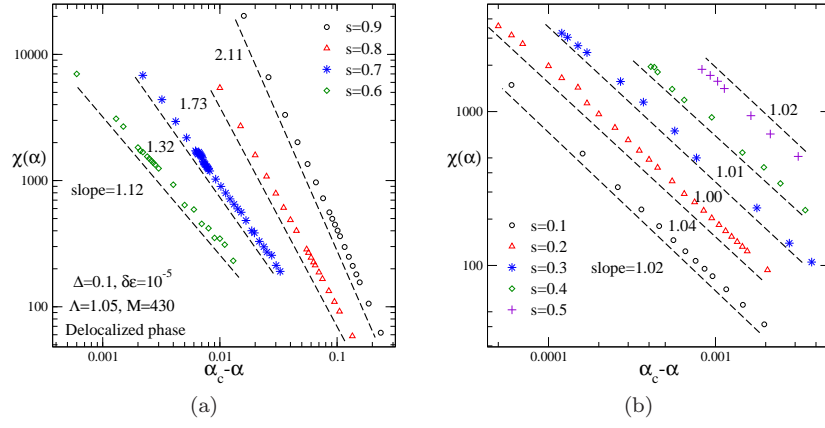 (a)
s=0.9
s=0.8
s=0.7
s=0.6
10000
1000
100
χ(α)
2.11
1.73
1.32
slope=1.12
Δ=0.1, δε=10⁻⁵
Λ=1.05, M=430
Delocalized phase
0.001
0.01
0.1
α_c-α
(a)
(b)
1000
100
χ(α)
1.02
1.01
1.00
1.04
slope=1.02
s=0.1
s=0.2
s=0.3
s=0.4
s=0.5
0.0001
0.001
α_c-α
(b)